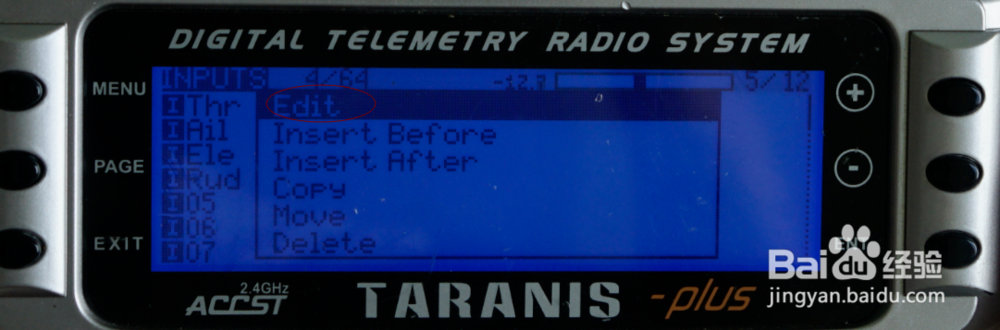 DIGITAL TELEMETRY RADIO SYSTEM
MENU
PAGE
EXIT
INPUTS 4/64 5/12
Thr
Ail
Ele
Rud
I05
I06
I07
Edit
Insert Before
Insert After
Copy
Move
Delete
+
-
ENT
2.4GHz
ACCST
TARANIS -plus
Baidu经验
jingyan.baidu.com